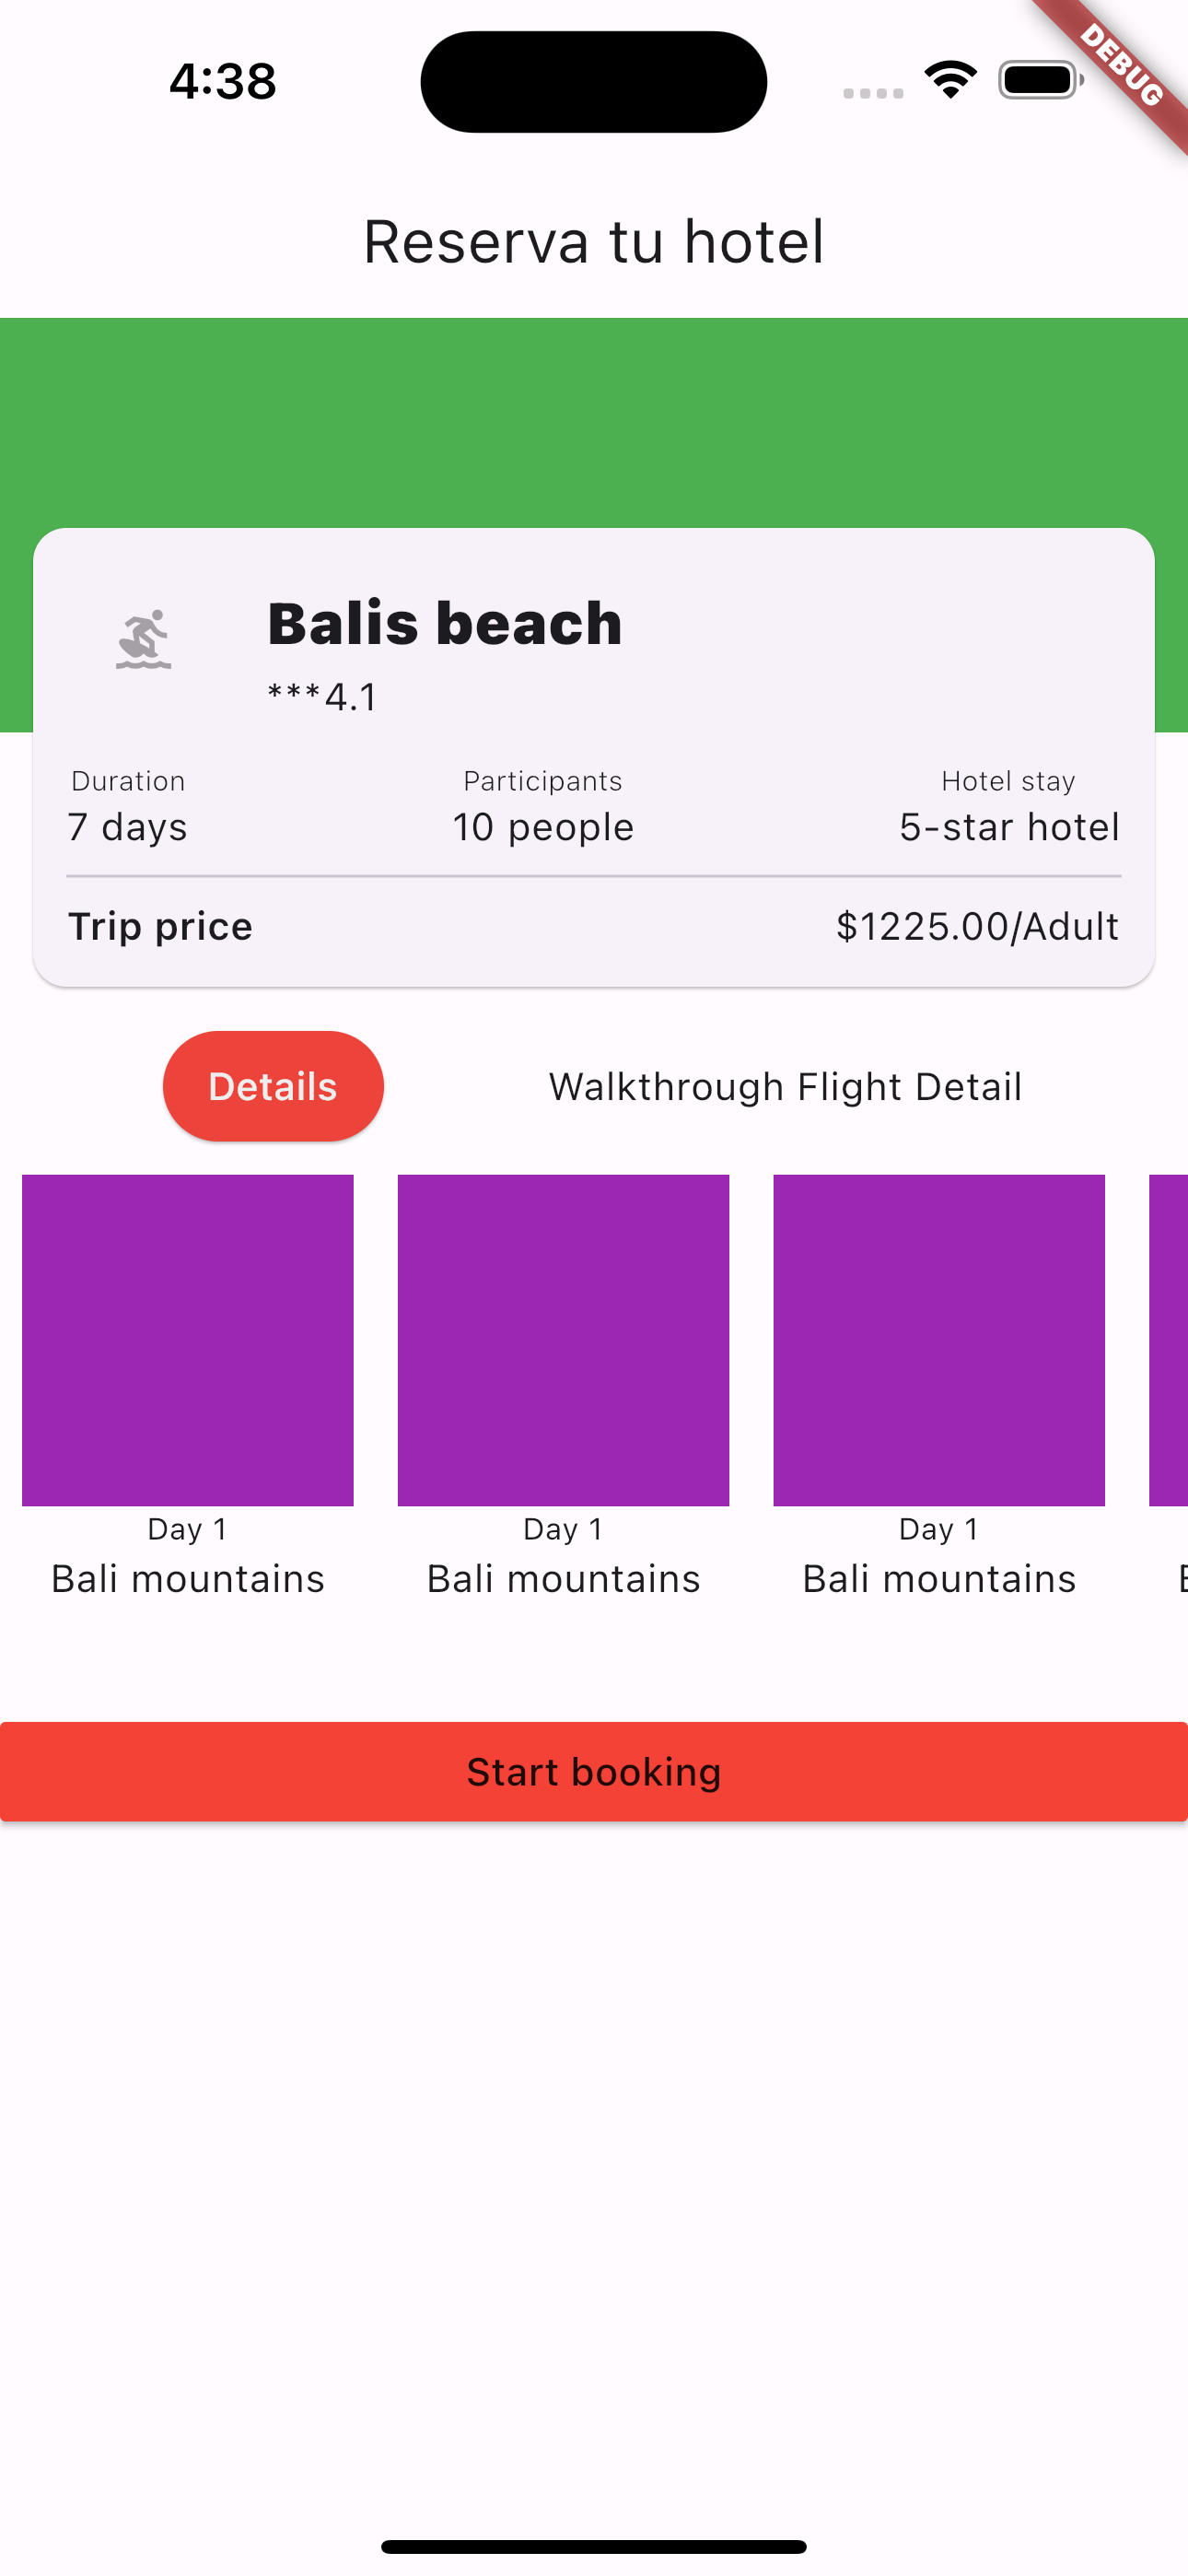 4:38
DEBUG
Reserva tu hotel
Balis beach
***4.1
Duration Participants Hotel stay
7 days 10 people 5-star hotel
Trip price $1225.00/Adult
Details Walkthrough Flight Detail
Day 1 Day 1 Day 1
Bali mountains Bali mountains Bali mountains
Start booking